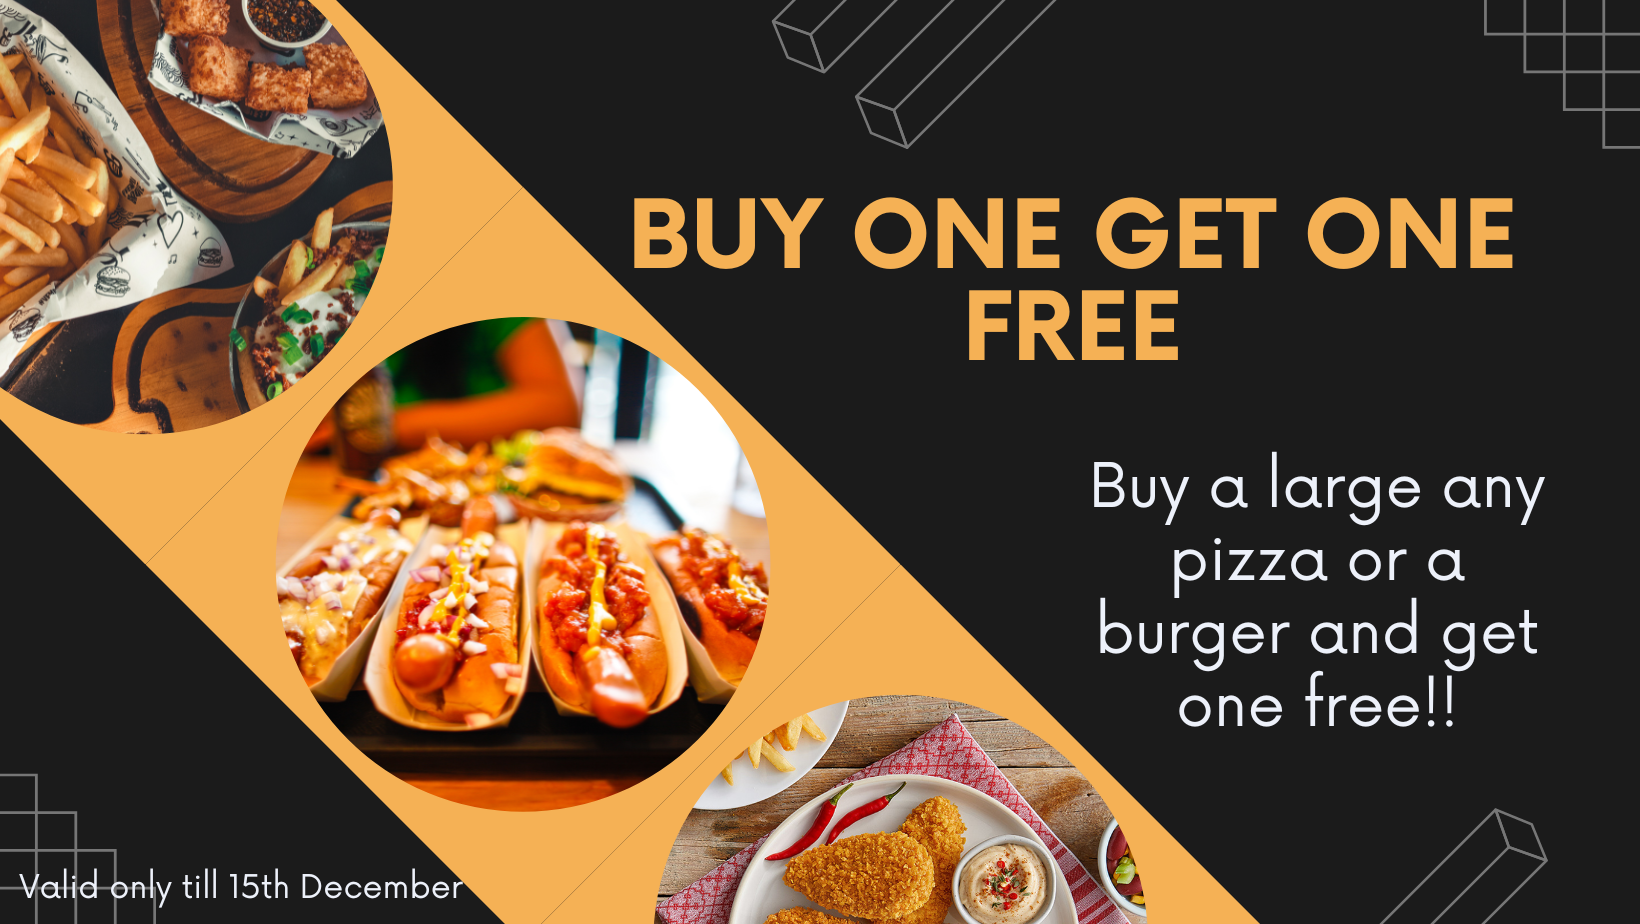 BUY ONE GET ONE
FREE
Buy a large any
pizza or a
burger and get
one free!!
Valid only till 15th December